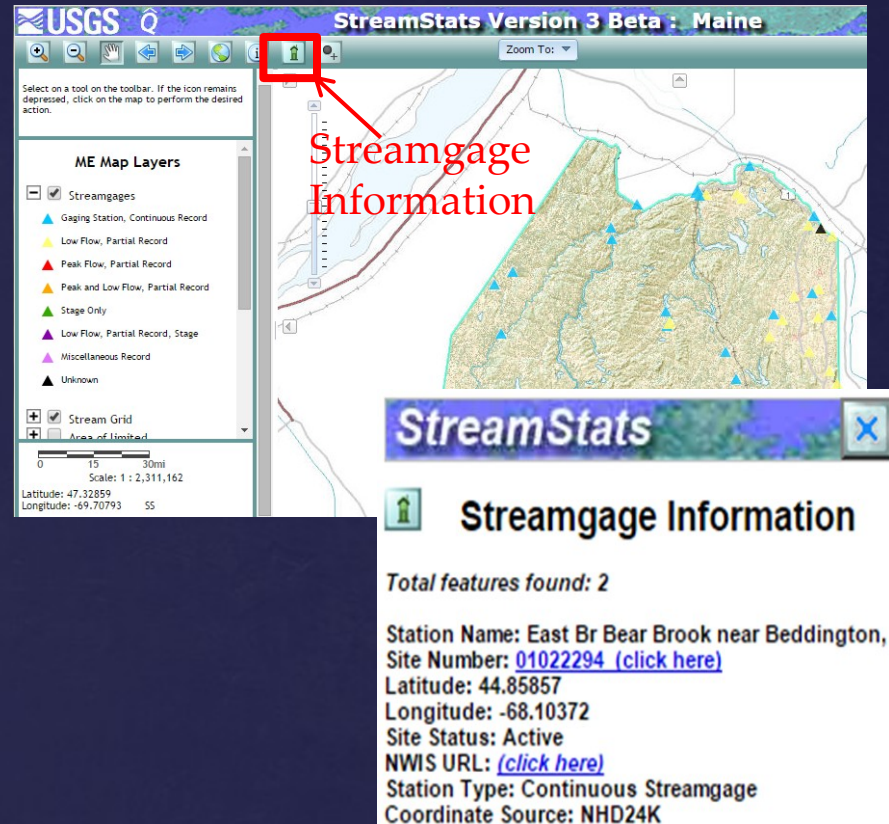 USGS Q̂ StreamStats Version 3 Beta : Maine
Zoom To:
Select on a tool on the toolbar. If the icon remains
depressed, click on the map to perform the desired
action.
Streamgage
Information
ME Map Layers
Streamgages
Gaging Station, Continuous Record
Low Flow, Partial Record
Peak Flow, Partial Record
Peak and Low Flow, Partial Record
Stage Only
Low Flow, Partial Record, Stage
Miscellaneous Record
Unknown
Stream Grid
Area of limited
0 15 30mi
Scale: 1 : 2,311,162
Latitude: 47.32859
Longitude: -69.70793 SS
1
StreamStats
Streamgage Information
Total features found: 2
Station Name: East Br Bear Brook near Beddington,
Site Number: 01022294 (click here)
Latitude: 44.85857
Longitude: -68.10372
Site Status: Active
NWIS URL: (click here)
Station Type: Continuous Streamgage
Coordinate Source: NHD24K